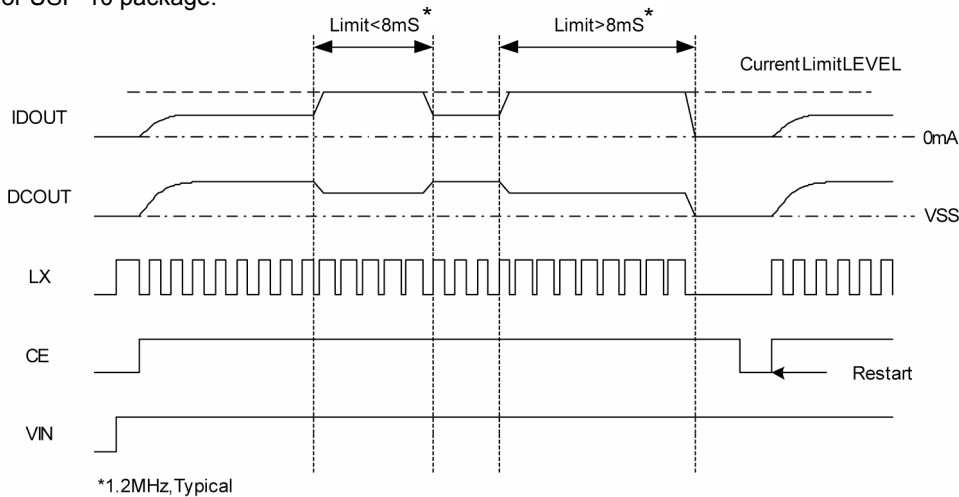 or USP-10 package.
Limit<8mS*
Limit>8mS*
CurrentLimitLEVEL
IDOUT
0mA
DCOUT
VSS
LX
CE
Restart
VIN
*1.2MHz,Typical